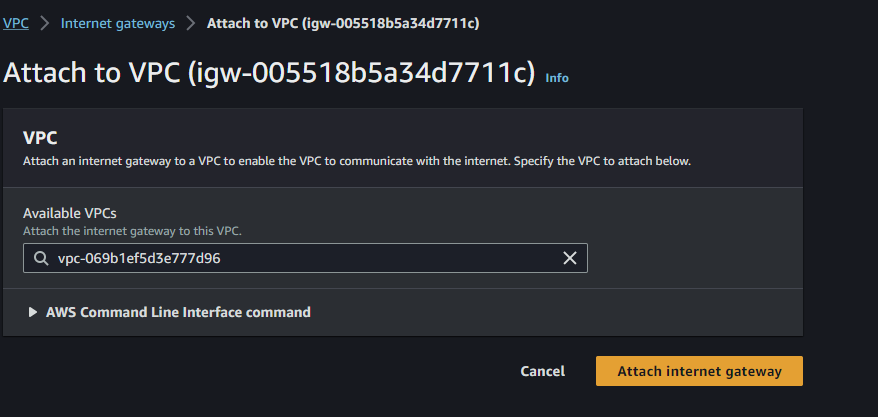 VPC > Internet gateways > Attach to VPC (igw-005518b5a34d7711c)
Attach to VPC (igw-005518b5a34d7711c) Info
VPC
Attach an internet gateway to a VPC to enable the VPC to communicate with the internet. Specify the VPC to attach below.
Available VPCs
Attach the internet gateway to this VPC.
vpc-069b1ef5d3e777d96
AWS Command Line Interface command
Cancel Attach internet gateway